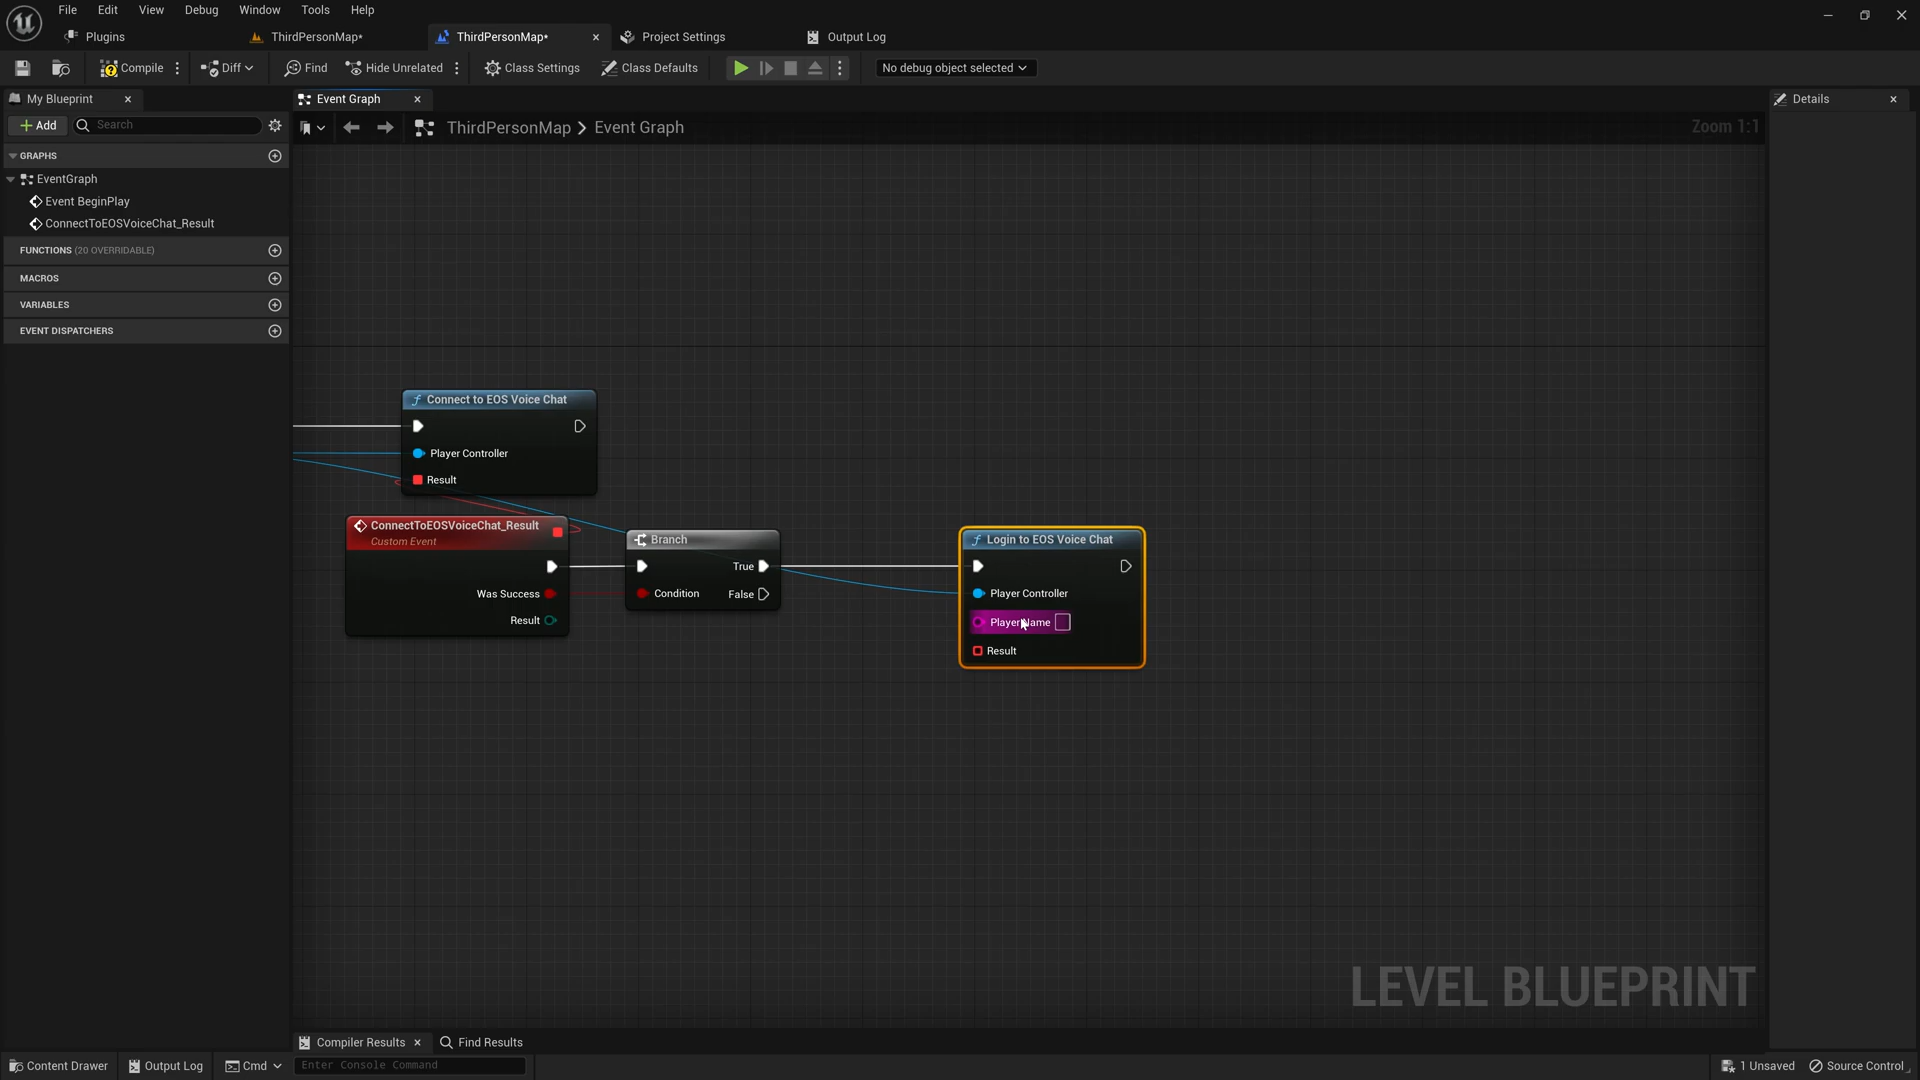 File Edit View Debug Window Tools Help
Plugins ThirdPersonMap* ThirdPersonMap* Project Settings Output Log
Compile Diff Find Hide Unrelated Class Settings Class Defaults No debug object selected
My Blueprint Event Graph Details
Add Search ThirdPersonMap > Event Graph Zoom 1:1
GRAPHS
EventGraph
Event BeginPlay
ConnectToEOSVoiceChat_Result
FUNCTIONS (20 OVERRIDABLE)
MACROS
VARIABLES
EVENT DISPATCHERS
Connect to EOS Voice Chat
Player Controller
Result
ConnectToEOSVoiceChat_Result
Custom Event
Was Success
Result
Branch
True
Condition False
Login to EOS Voice Chat
Player Controller
Player Name
Result
LEVEL BLUEPRINT
Compiler Results Find Results
Content Drawer Output Log Cmd Enter Console Command 1 Unsaved Source Control